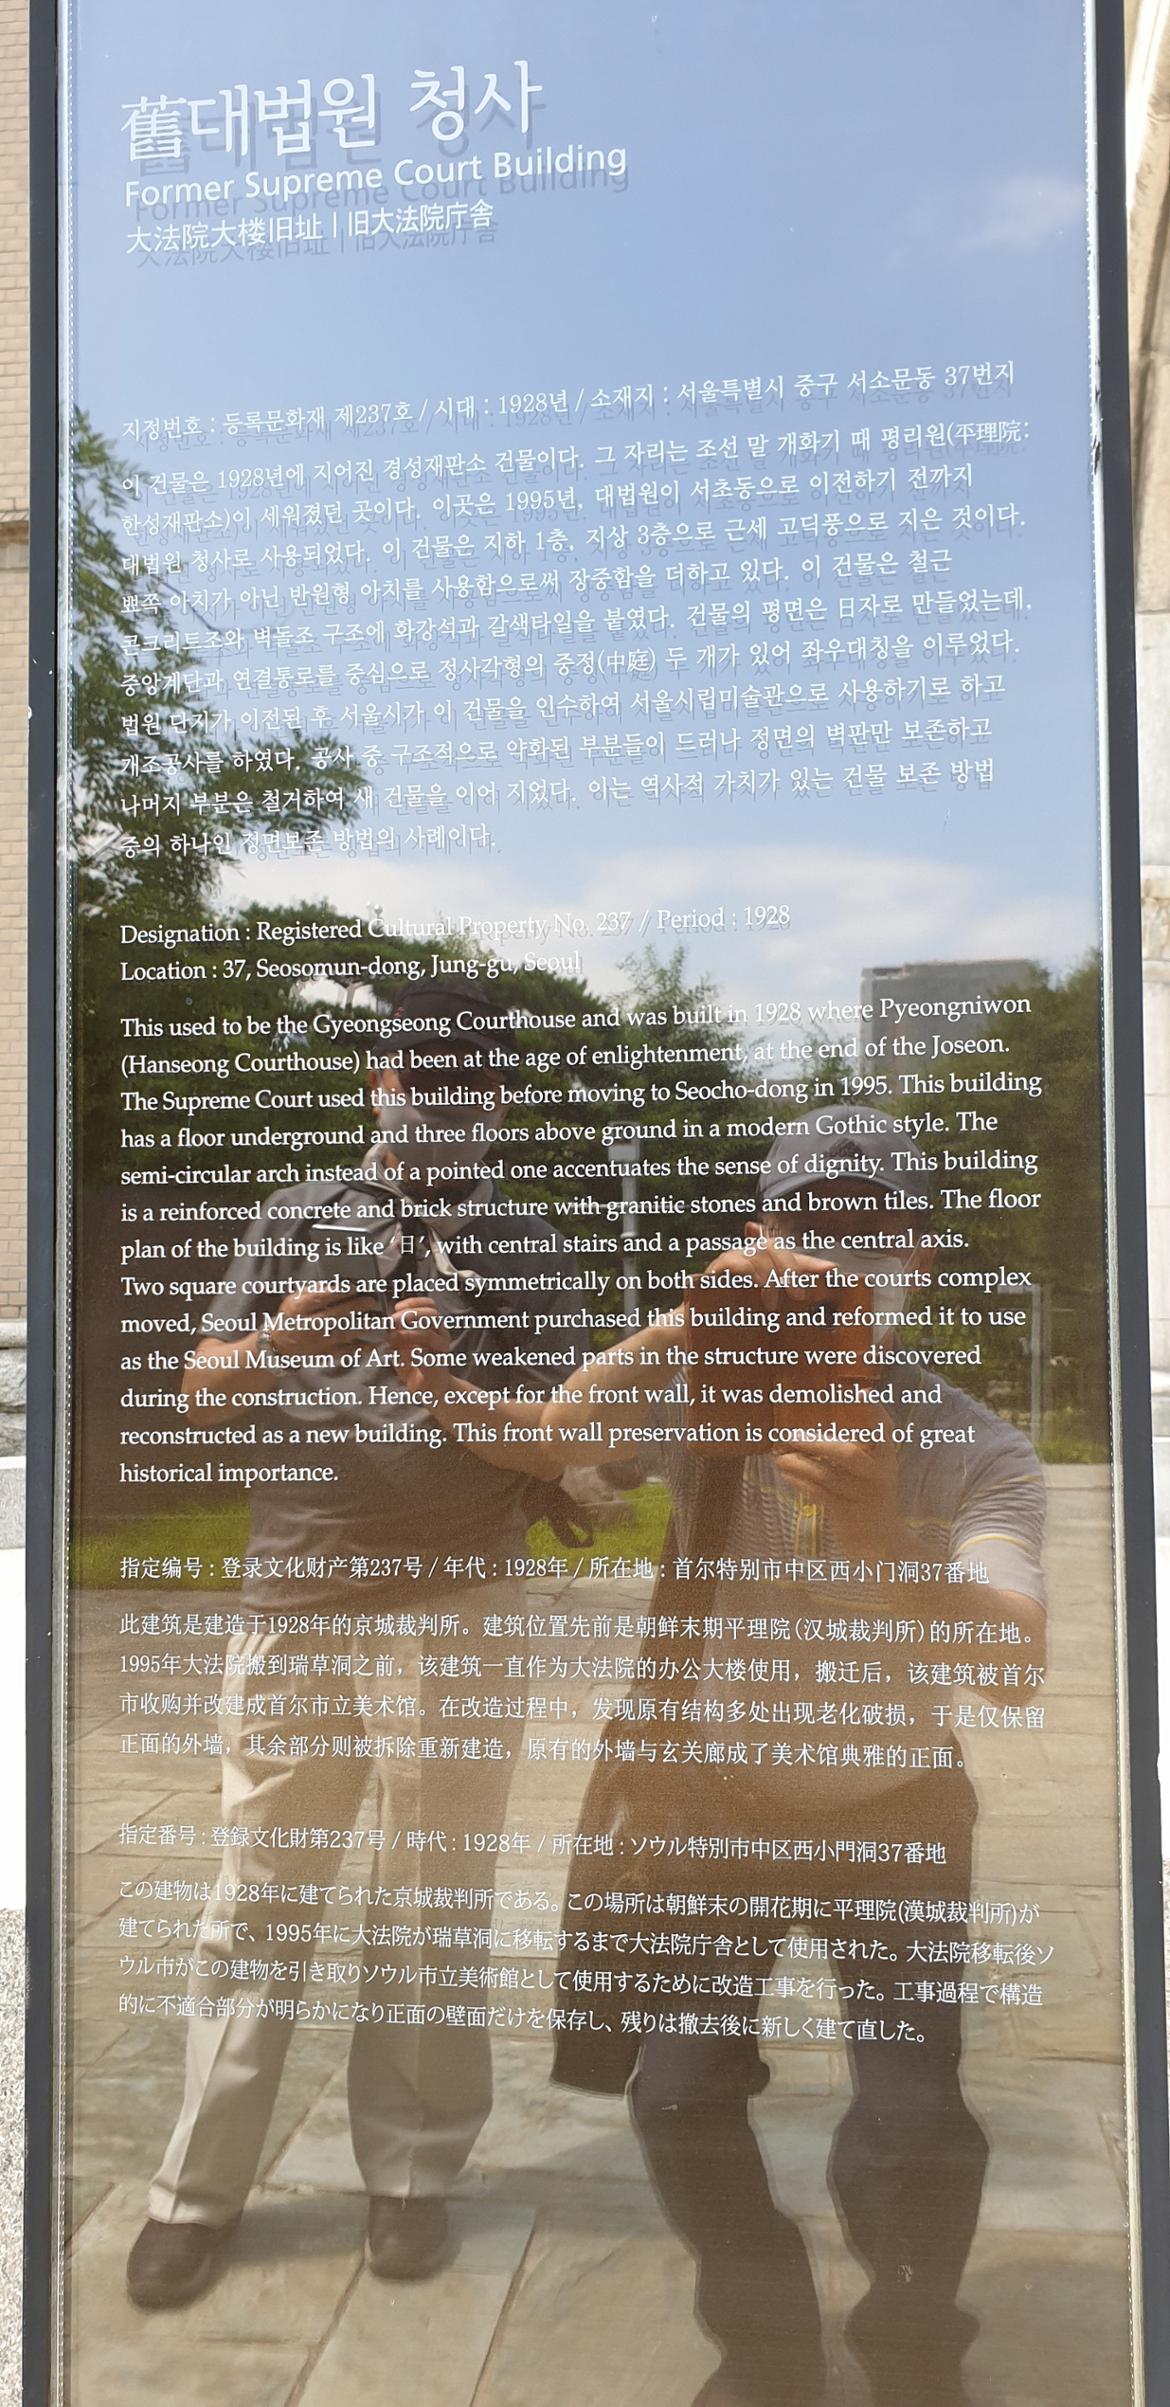 舊대법원 청사
Former Supreme Court Building
大法院大楼旧址 | 旧大法院庁舎
지정번호 : 등록문화재 제237호 / 시대 : 1928년 / 소재지 : 서울특별시 중구 서소문동 37번지
이 건물은 1928년에 지어진 경성재판소 건물이다. 그 자리는 조선 말 개화기 때 평리원(平理院:
한성재판소)이 세워졌던 곳이다. 이곳은 1995년, 대법원이 서초동으로 이전하기 전까지
대법원 청사로 사용되었다. 이 건물은 지하 1층, 지상 3층으로 근세 고딕풍으로 지은 것이다.
뾰쪽 아치가 아닌 반원형 아치를 사용함으로써 장중함을 더하고 있다. 이 건물은 철근
콘크리트조와 벽돌조 구조에 화강석과 갈색타일을 붙였다. 건물의 평면은 日자로 만들었는데,
중앙계단과 연결통로를 중심으로 정사각형의 중정(中庭) 두 개가 있어 좌우대칭을 이루었다.
법원 단지가 이전된 후 서울시가 이 건물을 인수하여 서울시립미술관으로 사용하기로 하고
개조공사를 하였다. 공사 중 구조적으로 약화된 부분들이 드러나 정면의 벽판만 보존하고
나머지 부분은 철거하여 새 건물을 이어 지었다. 이는 역사적 가치가 있는 건물 보존 방법
중의 하나인 정면보존 방법의 사례이다.
Designation : Registered Cultural Property No. 237 / Period : 1928
Location : 37, Seosomun-dong, Jung-gu, Seoul
This used to be the Gyeongseong Courthouse and was built in 1928 where Pyeongniwon
(Hanseong Courthouse) had been at the age of enlightenment, at the end of the Joseon.
The Supreme Court used this building before moving to Seocho-dong in 1995. This building
has a floor underground and three floors above ground in a modern Gothic style. The
semi-circular arch instead of a pointed one accentuates the sense of dignity. This building
is a reinforced concrete and brick structure with granitic stones and brown tiles. The floor
plan of the building is like ‘日’, with central stairs and a passage as the central axis.
Two square courtyards are placed symmetrically on both sides. After the courts complex
moved, Seoul Metropolitan Government purchased this building and reformed it to use
as the Seoul Museum of Art. Some weakened parts in the structure were discovered
during the construction. Hence, except for the front wall, it was demolished and
reconstructed as a new building. This front wall preservation is considered of great
historical importance.
指定编号 : 登录文化财产第237号 / 年代 : 1928年 / 所在地 : 首尔特别市中区西小门洞37番地
此建筑是建造于1928年的京城裁判所。建筑位置先前是朝鲜末期平理院（汉城裁判所）的所在地。
1995年大法院搬到瑞草洞之前，该建筑一直作为大法院的办公大楼使用，搬迁后，该建筑被首尔
市收购并改建成首尔市立美术馆。在改造过程中，发现原有结构多处出现老化破损，于是仅保留
正面的外墙，其余部分则被拆除重新建造，原有的外墙与玄关廊成了美术馆典雅的正面。
指定番号 : 登録文化財第237号 / 時代 : 1928年 / 所在地 : ソウル特別市中区西小門洞37番地
この建物は1928年に建てられた京城裁判所である。この場所は朝鮮末の開花期に平理院(漢城裁判所)が
建てられた所で、1995年に大法院が瑞草洞に移転するまで大法院庁舎として使用された。大法院移転後ソ
ウル市がこの建物を引き取りソウル市立美術館として使用するために改造工事を行った。工事過程で構造
的に不適合部分が明らかになり正面の壁面だけを保存し、残りは撤去後に新しく建て直した。